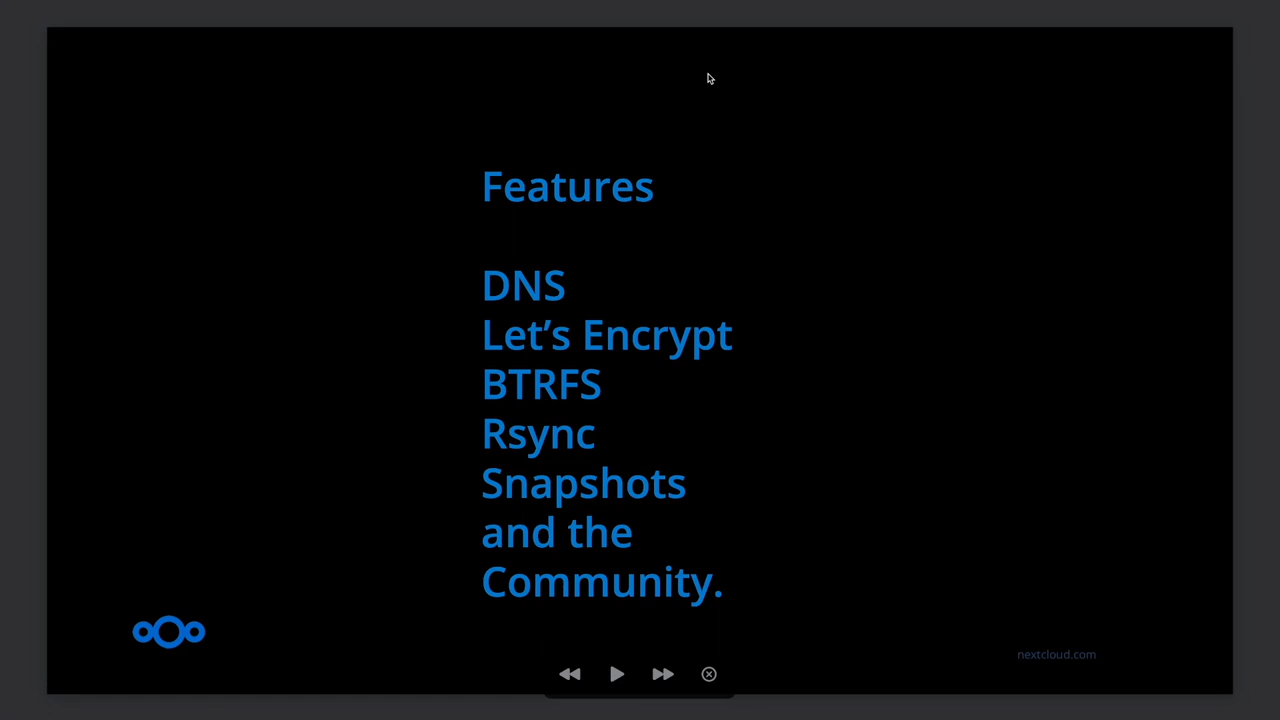 Features
DNS
Let’s Encrypt
BTRFS
Rsync
Snapshots
and the
Community.
nextcloud.com